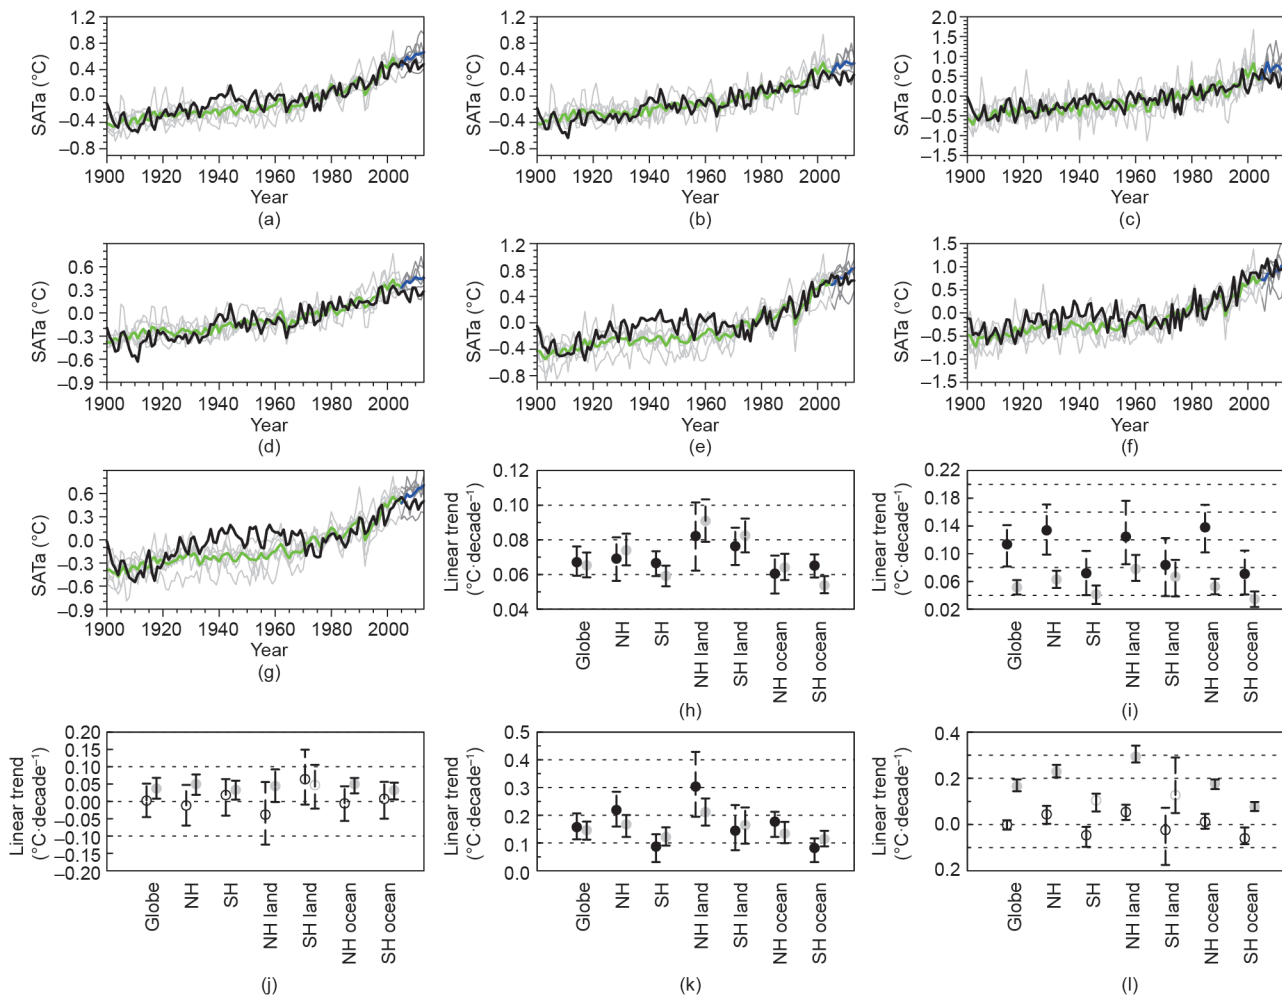 1.2
0.8
0.4
0.0
–0.4
–0.8
SATa (°C)
1900 1920 1940 1960 1980 2000
Year
(a)
1.2
0.8
0.4
0.0
–0.4
–0.8
SATa (°C)
1900 1920 1940 1960 1980 2000
Year
(b)
2.0
1.5
1.0
0.5
0.0
–0.5
–1.0
–1.5
SATa (°C)
1900 1920 1940 1960 1980 2000
Year
(c)
0.6
0.3
0.0
–0.3
–0.6
–0.9
SATa (°C)
1900 1920 1940 1960 1980 2000
Year
(d)
1.2
0.8
0.4
0.0
–0.4
–0.8
SATa (°C)
1900 1920 1940 1960 1980 2000
Year
(e)
1.5
1.0
0.5
0.0
–0.5
–1.0
–1.5
SATa (°C)
1900 1920 1940 1960 1980 2000
Year
(f)
0.6
0.3
0.0
–0.3
–0.6
–0.9
SATa (°C)
1900 1920 1940 1960 1980 2000
Year
(g)
0.12
0.10
0.08
0.06
0.04
Linear trend
(°C·decade⁻¹)
Globe
NH
SH
NH land
SH land
NH ocean
SH ocean
(h)
0.22
0.18
0.14
0.10
0.06
0.02
Linear trend
(°C·decade⁻¹)
Globe
NH
SH
NH land
SH land
NH ocean
SH ocean
(i)
0.20
0.15
0.10
0.05
0.00
–0.05
–0.10
–0.15
–0.20
Linear trend
(°C·decade⁻¹)
Globe
NH
SH
NH land
SH land
NH ocean
SH ocean
(j)
0.5
0.4
0.3
0.2
0.1
0.0
Linear trend
(°C·decade⁻¹)
Globe
NH
SH
NH land
SH land
NH ocean
SH ocean
(k)
0.4
0.2
0.0
0.2
Linear trend
(°C·decade⁻¹)
Globe
NH
SH
NH land
SH land
NH ocean
SH ocean
(l)